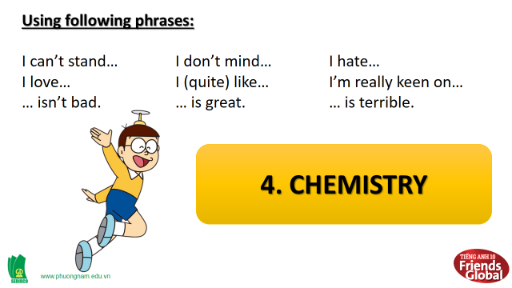 Using following phrases:
I can't stand… I don't mind… I hate…
I love… I (quite) like… I'm really keen on…
… isn't bad. … is great. … is terrible.
4. CHEMISTRY
www.phuongnam.edu.vn
TIẾNG ANH 10
Friends
Global